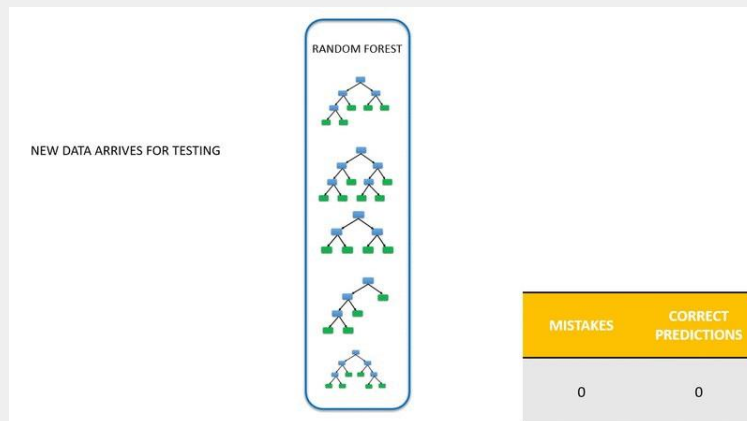 RANDOM FOREST
NEW DATA ARRIVES FOR TESTING
MISTAKES
CORRECT
PREDICTIONS
0
0